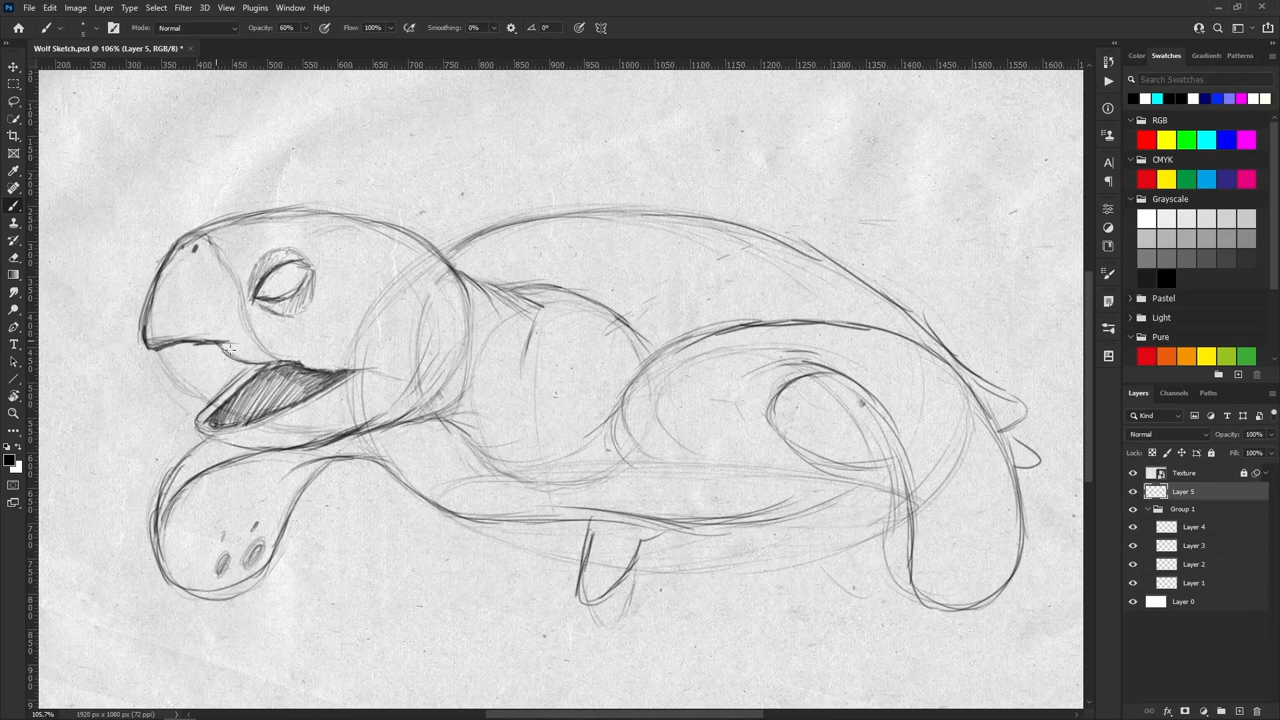 Ps File Edit Image Layer Type Select Filter 3D View Plugins Window Help
5 Mode: Normal Opacity: 60% Flow: 100% Smoothing: 0% 0°
Wolf Sketch.psd @ 106% (Layer 5, RGB/8) * ×
200 300 350 400 450 500 550 600 650 700 750 800 850 900 950 1000 1050 1100 1150 1200 1250 1300 1350 1400 1450 1500 1550 1600
Color Swatches Gradients Patterns
Search Swatches
RGB
CMYK
Grayscale
Pastel
Light
Pure
Layers Channels Paths
Kind
Normal Opacity: 100%
Lock: Fill: 100%
Texture
Layer 5
Group 1
Layer 4
Layer 3
Layer 2
Layer 1
Layer 0
105,7% 1920 px x 1080 px (72 ppi)